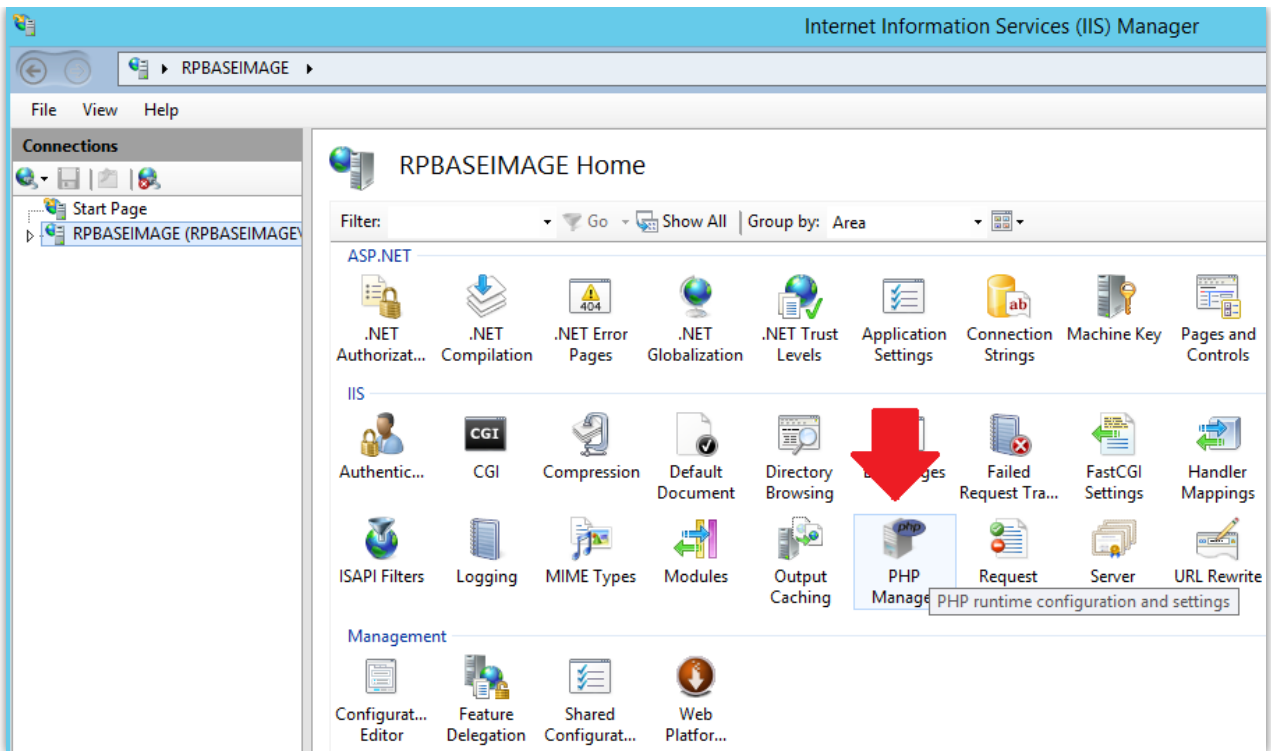 Internet Information Services (IIS) Manager
RPBASEIMAGE
File View Help
Connections
Start Page
RPBASEIMAGE (RPBASEIMAGE\
RPBASEIMAGE Home
Filter: Go Show All Group by: Area
ASP.NET
.NET .NET .NET Error .NET .NET Trust Application Connection Machine Key Pages and
Authorizat... Compilation Pages Globalization Levels Settings Strings Controls
404
ab
IIS
CGI
Authentic... CGI Compression Default Directory Failed FastCGI Handler
Document Browsing Request Tra... Settings Mappings
php
ISAPI Filters Logging MIME Types Modules Output PHP Request Server URL Rewrite
Caching Manage
PHP runtime configuration and settings
Management
Configurat... Feature Shared Web
Editor Delegation Configurat... Platfor...